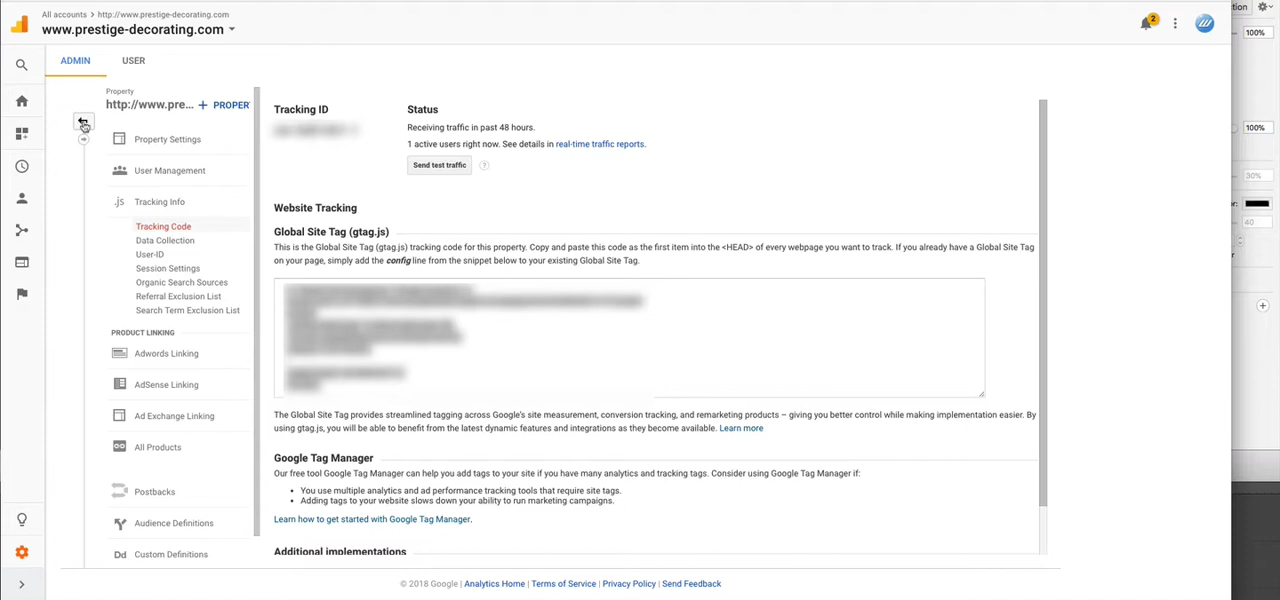 All accounts > http://www.prestige-decorating.com
www.prestige-decorating.com
2
ADMIN
USER
Property
http://www.pre... + PROPER
Property Settings
User Management
.js Tracking Info
Tracking Code
Data Collection
User-ID
Session Settings
Organic Search Sources
Referral Exclusion List
Search Term Exclusion List
PRODUCT LINKING
Adwords Linking
AdSense Linking
Ad Exchange Linking
All Products
Postbacks
Audience Definitions
Dd Custom Definitions
Tracking ID
Status
Receiving traffic in past 48 hours.
1 active users right now. See details in real-time traffic reports.
Send test traffic ?
Website Tracking
Global Site Tag (gtag.js)
This is the Global Site Tag (gtag.js) tracking code for this property. Copy and paste this code as the first item into the <HEAD> of every webpage you want to track. If you already have a Global Site Tag
on your page, simply add the config line from the snippet below to your existing Global Site Tag.
The Global Site Tag provides streamlined tagging across Google's site measurement, conversion tracking, and remarketing products – giving you better control while making implementation easier. By
using gtag.js, you will be able to benefit from the latest dynamic features and integrations as they become available. Learn more
Google Tag Manager
Our free tool Google Tag Manager can help you add tags to your site if you have many analytics and tracking tags. Consider using Google Tag Manager if:
• You use multiple analytics and ad performance tracking tools that require site tags.
• Adding tags to your website slows down your ability to run marketing campaigns.
Learn how to get started with Google Tag Manager.
Additional implementations
© 2018 Google | Analytics Home | Terms of Service | Privacy Policy | Send Feedback
tion
100%
100%
30%
r:
40
r